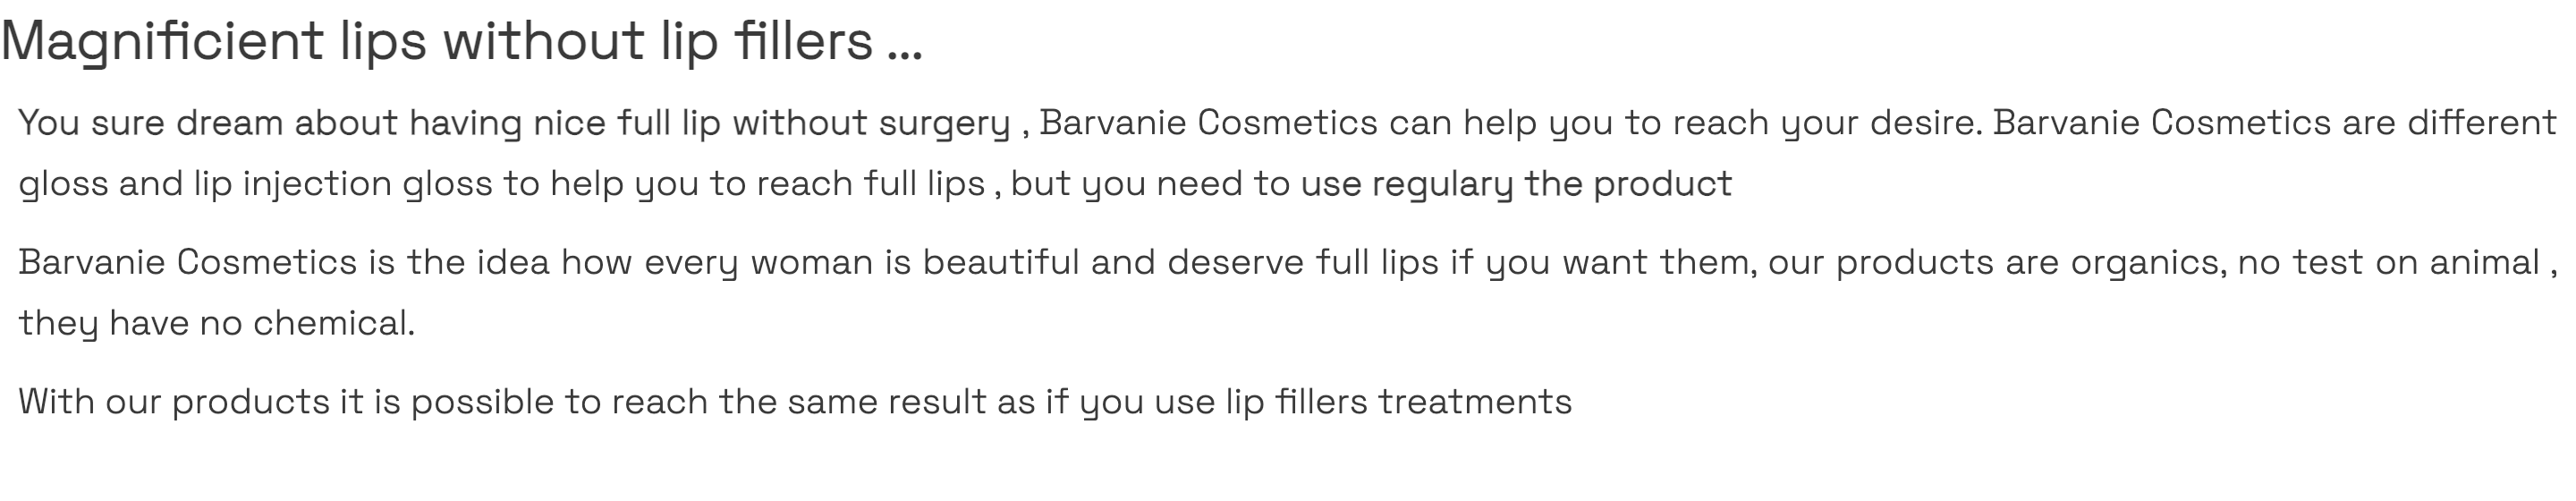 Magnificient lips without lip fillers ...
You sure dream about having nice full lip without surgery , Barvanie Cosmetics can help you to reach your desire. Barvanie Cosmetics are different
gloss and lip injection gloss to help you to reach full lips , but you need to use regulary the product
Barvanie Cosmetics is the idea how every woman is beautiful and deserve full lips if you want them, our products are organics, no test on animal ,
they have no chemical.
With our products it is possible to reach the same result as if you use lip fillers treatments